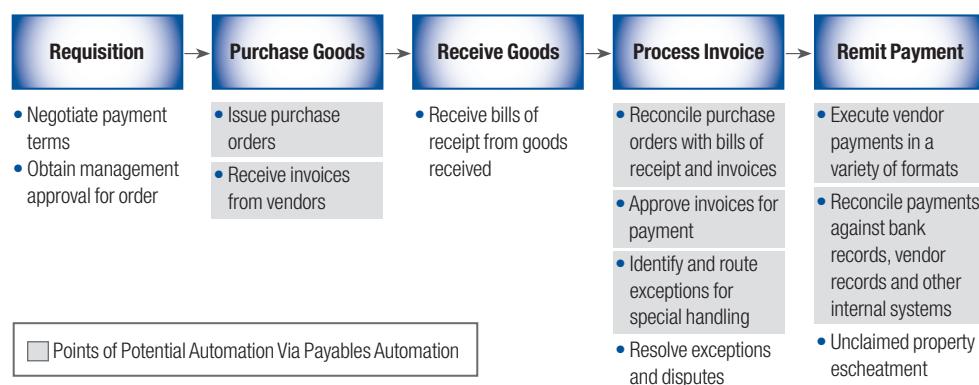 Requisition
Purchase Goods
Receive Goods
Process Invoice
Remit Payment
• Negotiate payment
terms
• Obtain management
approval for order
• Issue purchase
orders
• Receive invoices
from vendors
• Receive bills of
receipt from goods
received
• Reconcile purchase
orders with bills of
receipt and invoices
• Approve invoices for
payment
• Identify and route
exceptions for
special handling
• Resolve exceptions
and disputes
• Execute vendor
payments in a
variety of formats
• Reconcile payments
against bank
records, vendor
records and other
internal systems
• Unclaimed property
escheatment
Points of Potential Automation Via Payables Automation